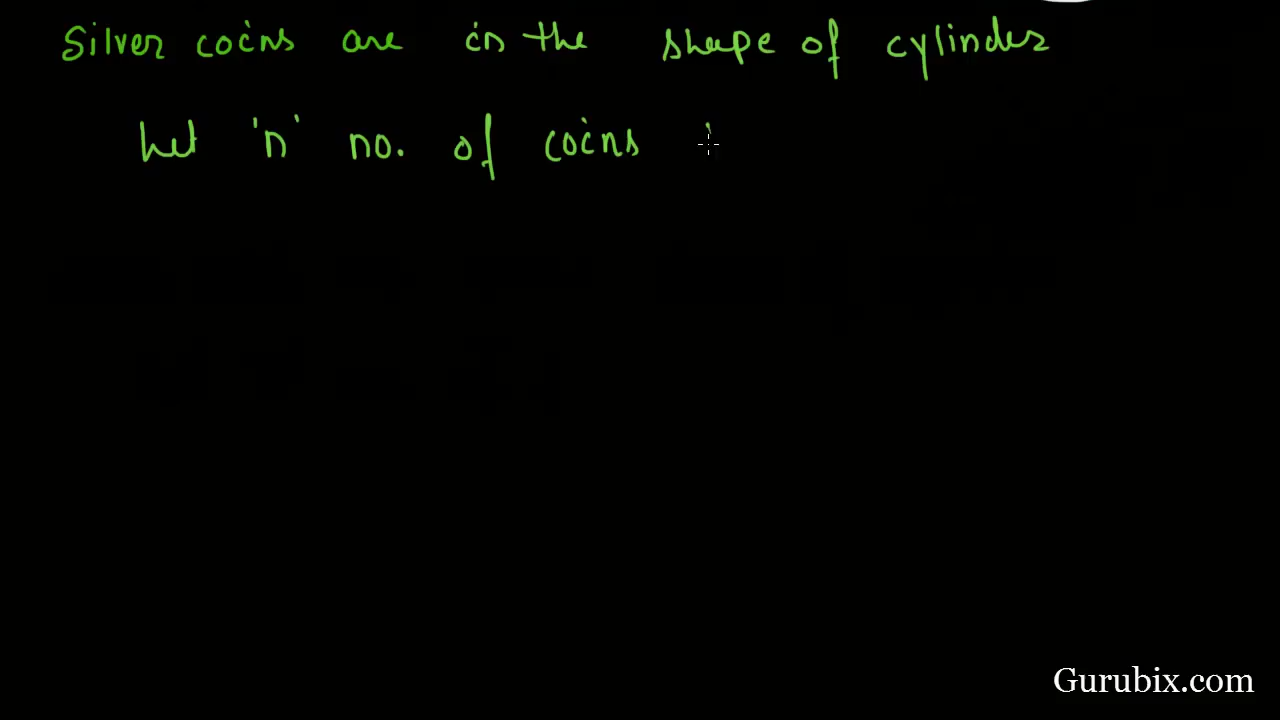 Silver coins are in the shape of cylinder
Let 'n' no. of coins
Gurubix.com